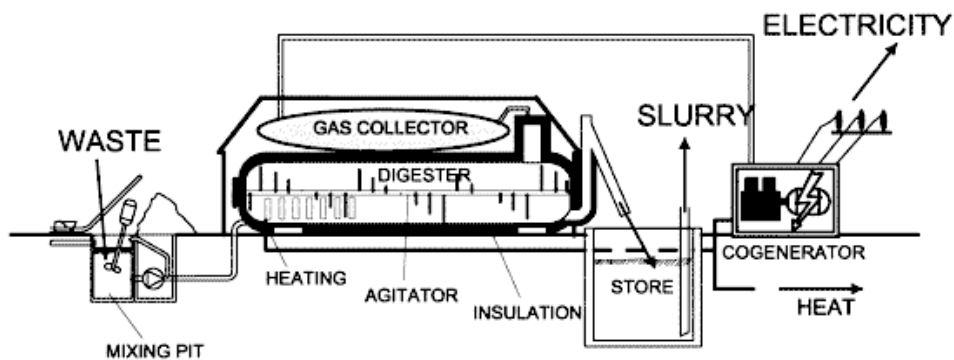 ELECTRICITY
GAS COLLECTOR
SLURRY
WASTE
DIGESTER
COGENERATOR
HEATING
AGITATOR
INSULATION
STORE
HEAT
MIXING PIT